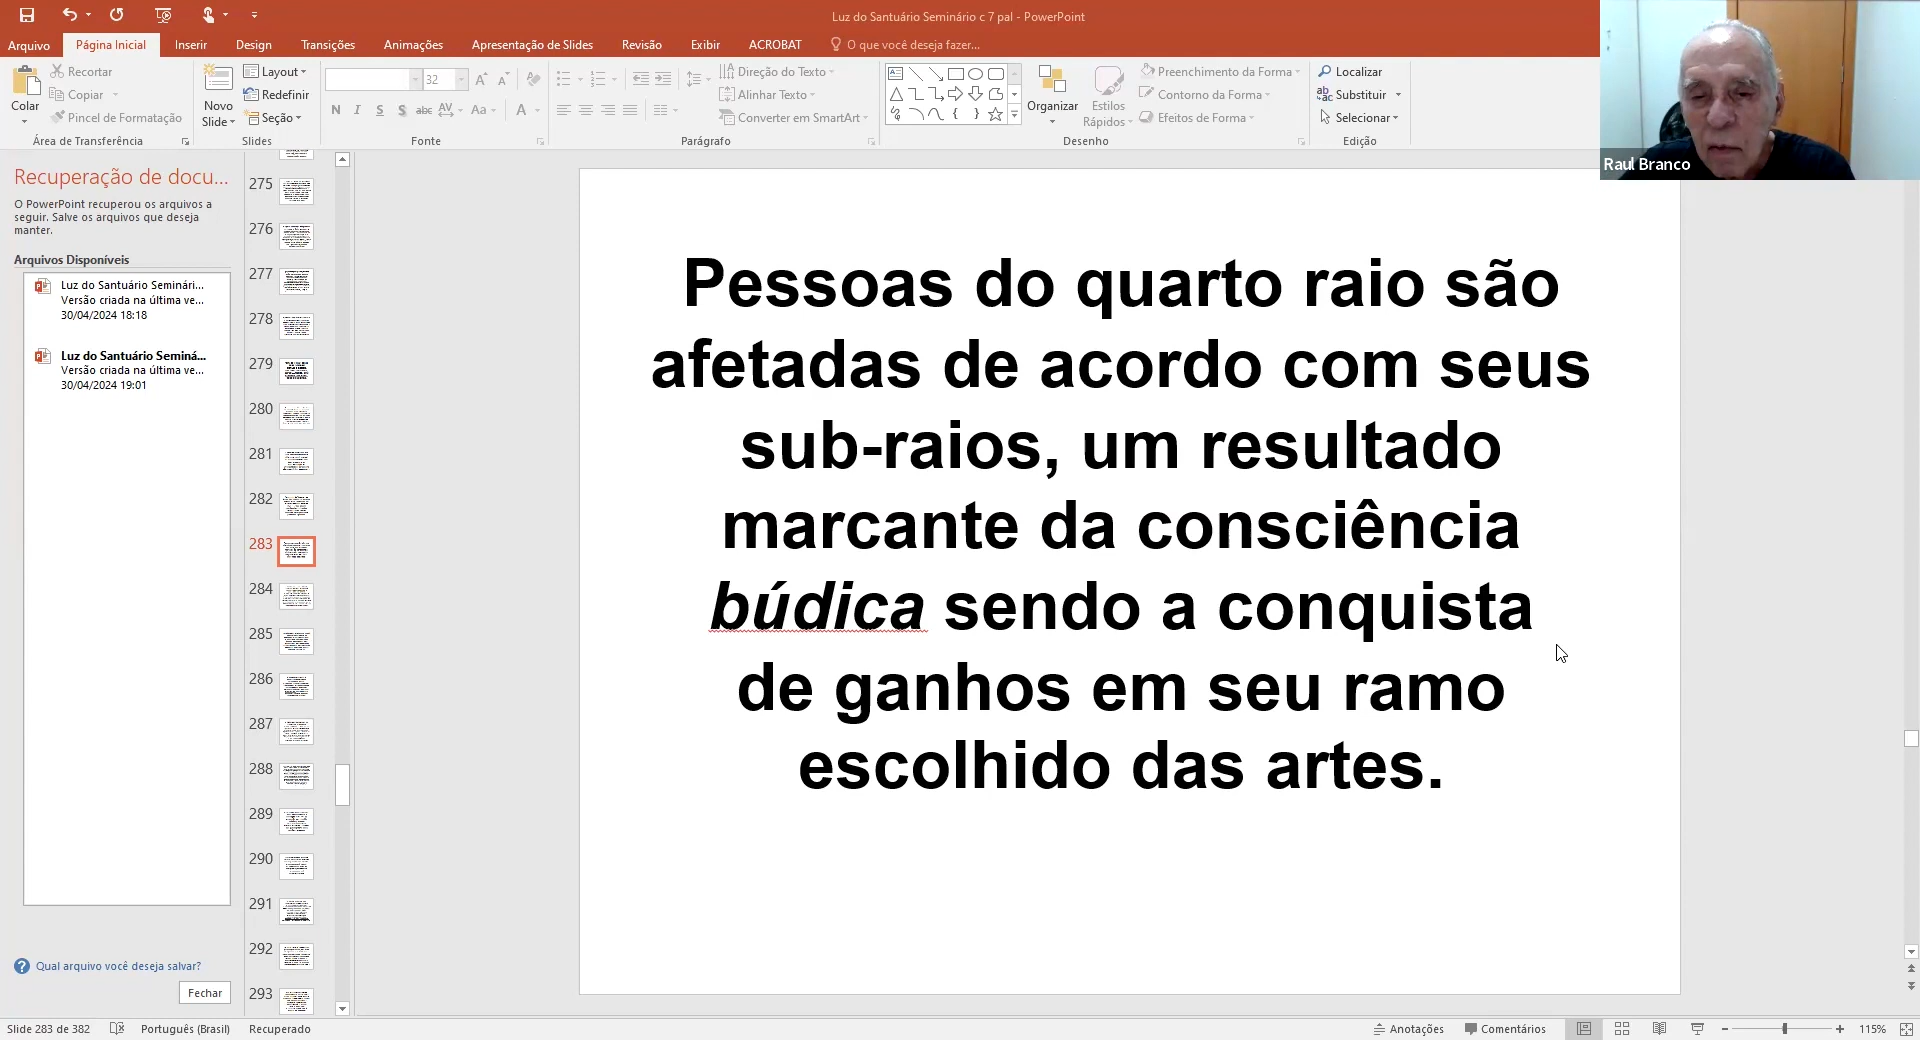 Luz do Santuário Seminário c 7 pal - PowerPoint
Arquivo
Página Inicial
Inserir
Design
Transições
Animações
Apresentação de Slides
Revisão
Exibir
ACROBAT
O que você deseja fazer...
Colar
Recortar
Copiar
Pincel de Formatação
Área de Transferência
Novo
Slide
Layout
Redefinir
Seção
Slides
32
N I S S abc AV Aa A
Fonte
Direção do Texto
Alinhar Texto
Converter em SmartArt
Parágrafo
Organizar
Estilos
Rápidos
Preenchimento da Forma
Contorno da Forma
Efeitos de Forma
Desenho
Localizar
Substituir
Selecionar
Edição
Raul Branco
Recuperação de docu...
O PowerPoint recuperou os arquivos a
seguir. Salve os arquivos que deseja
manter.
Arquivos Disponíveis
Luz do Santuário Seminári...
Versão criada na última ve...
30/04/2024 18:18
Luz do Santuário Seminá...
Versão criada na última ve...
30/04/2024 19:01
Qual arquivo você deseja salvar?
Fechar
275
276
277
278
279
280
281
282
283
284
285
286
287
288
289
290
291
292
293
Pessoas do quarto raio são
afetadas de acordo com seus
sub-raios, um resultado
marcante da consciência
búdica sendo a conquista
de ganhos em seu ramo
escolhido das artes.
Slide 283 de 382
Português (Brasil)
Recuperado
Anotações
Comentários
115%